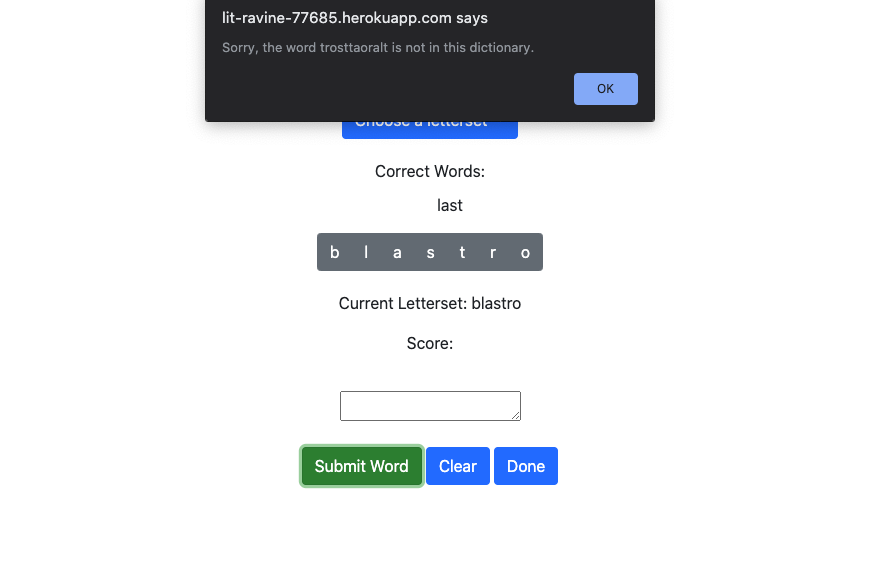 lit-ravine-77685.herokuapp.com says
Sorry, the word trosttaoralt is not in this dictionary.
OK
Choose a letterset
Correct Words:
last
b l a s t r o
Current Letterset: blastro
Score:
Submit Word Clear Done